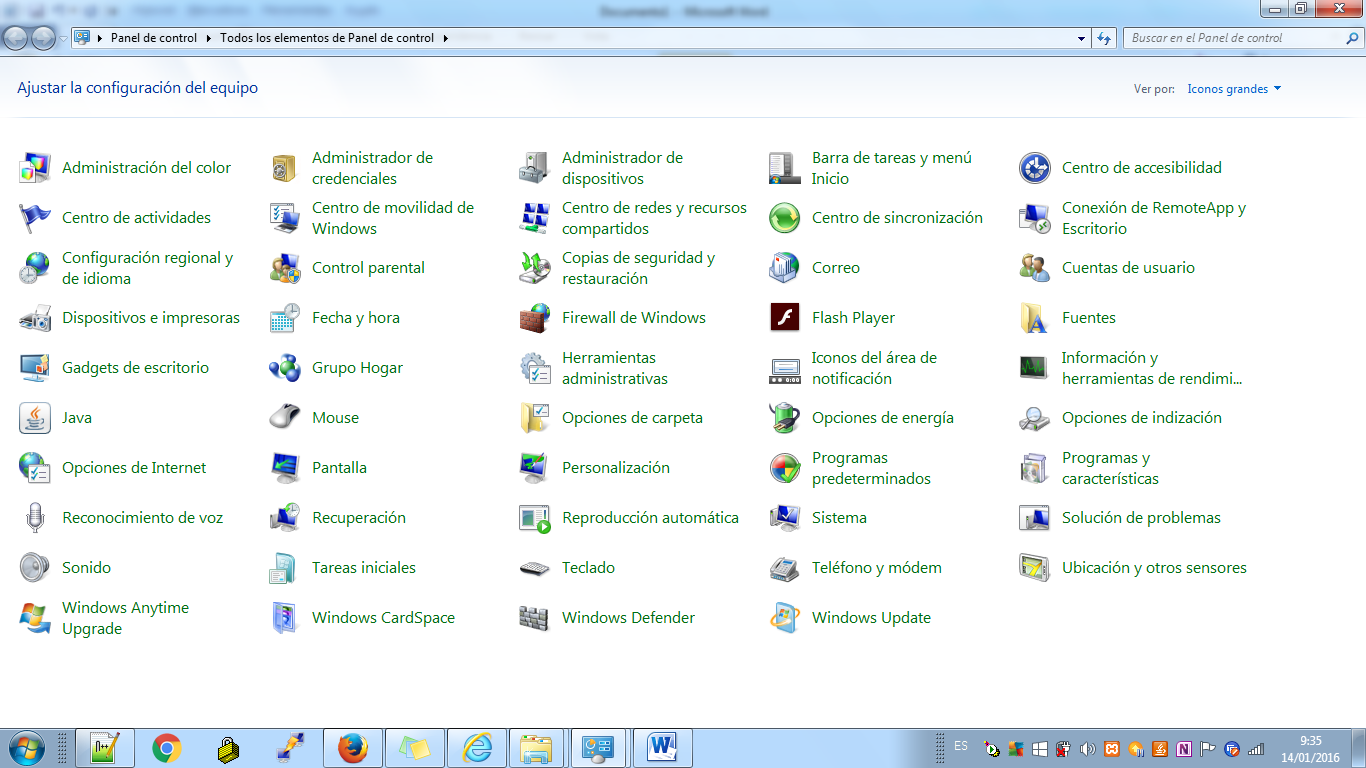 Documento1 - Microsoft Word
Panel de control Todos los elementos de Panel de control
Buscar en el Panel de control
Ajustar la configuración del equipo
Ver por: Iconos grandes
Administración del color
Administrador de
credenciales
Administrador de
dispositivos
Barra de tareas y menú
Inicio
Centro de accesibilidad
Centro de actividades
Centro de movilidad de
Windows
Centro de redes y recursos
compartidos
Centro de sincronización
Conexión de RemoteApp y
Escritorio
Configuración regional y
de idioma
Control parental
Copias de seguridad y
restauración
Correo
Cuentas de usuario
Dispositivos e impresoras
Fecha y hora
Firewall de Windows
Flash Player
Fuentes
Gadgets de escritorio
Grupo Hogar
Herramientas
administrativas
Iconos del área de
notificación
Información y
herramientas de rendimi...
Java
Mouse
Opciones de carpeta
Opciones de energía
Opciones de indización
Opciones de Internet
Pantalla
Personalización
Programas
predeterminados
Programas y
características
Reconocimiento de voz
Recuperación
Reproducción automática
Sistema
Solución de problemas
Sonido
Tareas iniciales
Teclado
Teléfono y módem
Ubicación y otros sensores
Windows Anytime
Upgrade
Windows CardSpace
Windows Defender
Windows Update
ES
9:35
14/01/2016